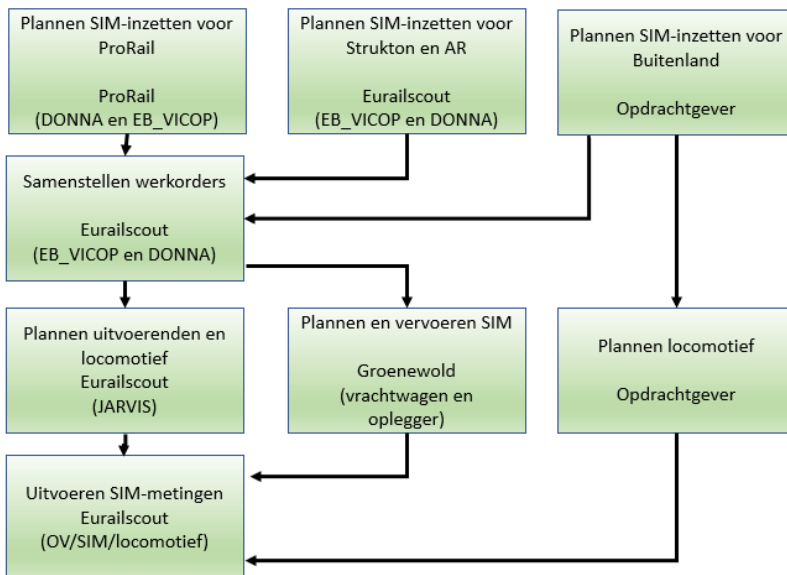 Plannen SIM-inzetten voor
ProRail
ProRail
(DONNA en EB_VICOP)
Plannen SIM-inzetten voor
Strukton en AR
Eurailscout
(EB_VICOP en DONNA)
Plannen SIM-inzetten voor
Buitenland
Opdrachtgever
Samenstellen werkorders
Eurailscout
(EB_VICOP en DONNA)
Plannen uitvoerenden en
locomotief
Eurailscout
(JARVIS)
Plannen en vervoeren SIM
Groenewold
(vrachtwagen en
oplegger)
Plannen locomotief
Opdrachtgever
Uitvoeren SIM-metingen
Eurailscout
(OV/SIM/locomotief)